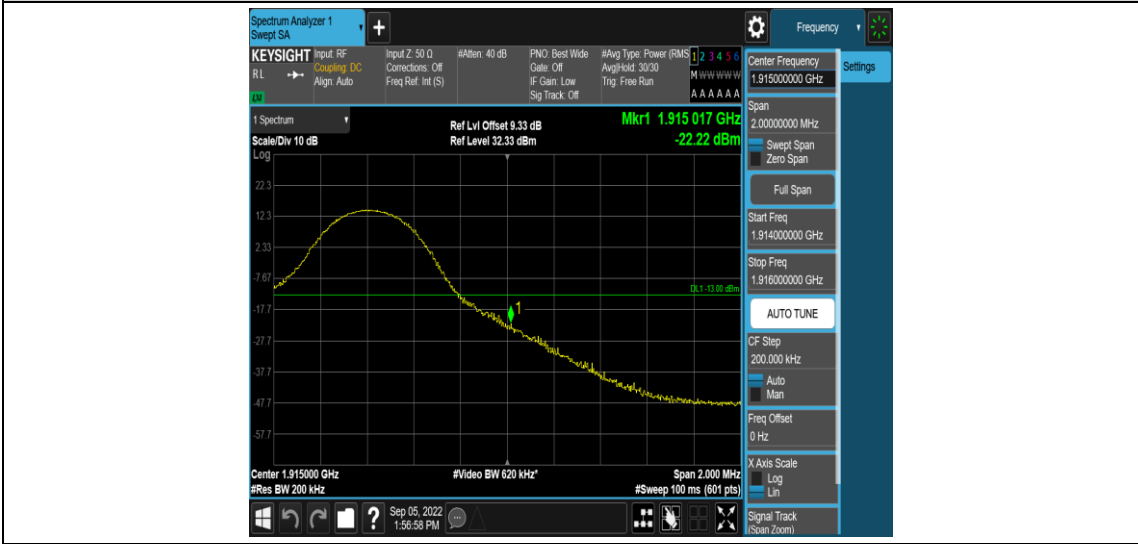 Spectrum Analyzer 1
Swept SA
Frequency
KEYSIGHT
RL
LXI
Input: RF
Coupling: DC
Align: Auto
Input Z: 50 Ω
Corrections: Off
Freq Ref: Int (S)
#Atten: 40 dB
PNO: Best Wide
Gate: Off
IF Gain: Low
Sig Track: Off
#Avg Type: Power (RMS
Avg|Hold: 30/30
Trig: Free Run
1 2 3 4 5 6
M W W W W W
A A A A A A
1 Spectrum
Scale/Div 10 dB
Log
Ref Lvl Offset 9.33 dB
Ref Level 32.33 dBm
Mkr1 1.915 017 GHz
-22.22 dBm
22.3
12.3
2.33
-7.67
-17.7
-27.7
-37.7
-47.7
-57.7
DL1 -13.00 dBm
1
Center 1.915000 GHz
#Res BW 200 kHz
#Video BW 620 kHz*
Span 2.000 MHz
#Sweep 100 ms (601 pts)
Sep 05, 2022
1:56:58 PM
Center Frequency
1.915000000 GHz
Span
2.00000000 MHz
Swept Span
Zero Span
Full Span
Start Freq
1.914000000 GHz
Stop Freq
1.916000000 GHz
AUTO TUNE
CF Step
200.000 kHz
Auto
Man
Freq Offset
0 Hz
X Axis Scale
Log
Lin
Signal Track
(Span Zoom)
Settings